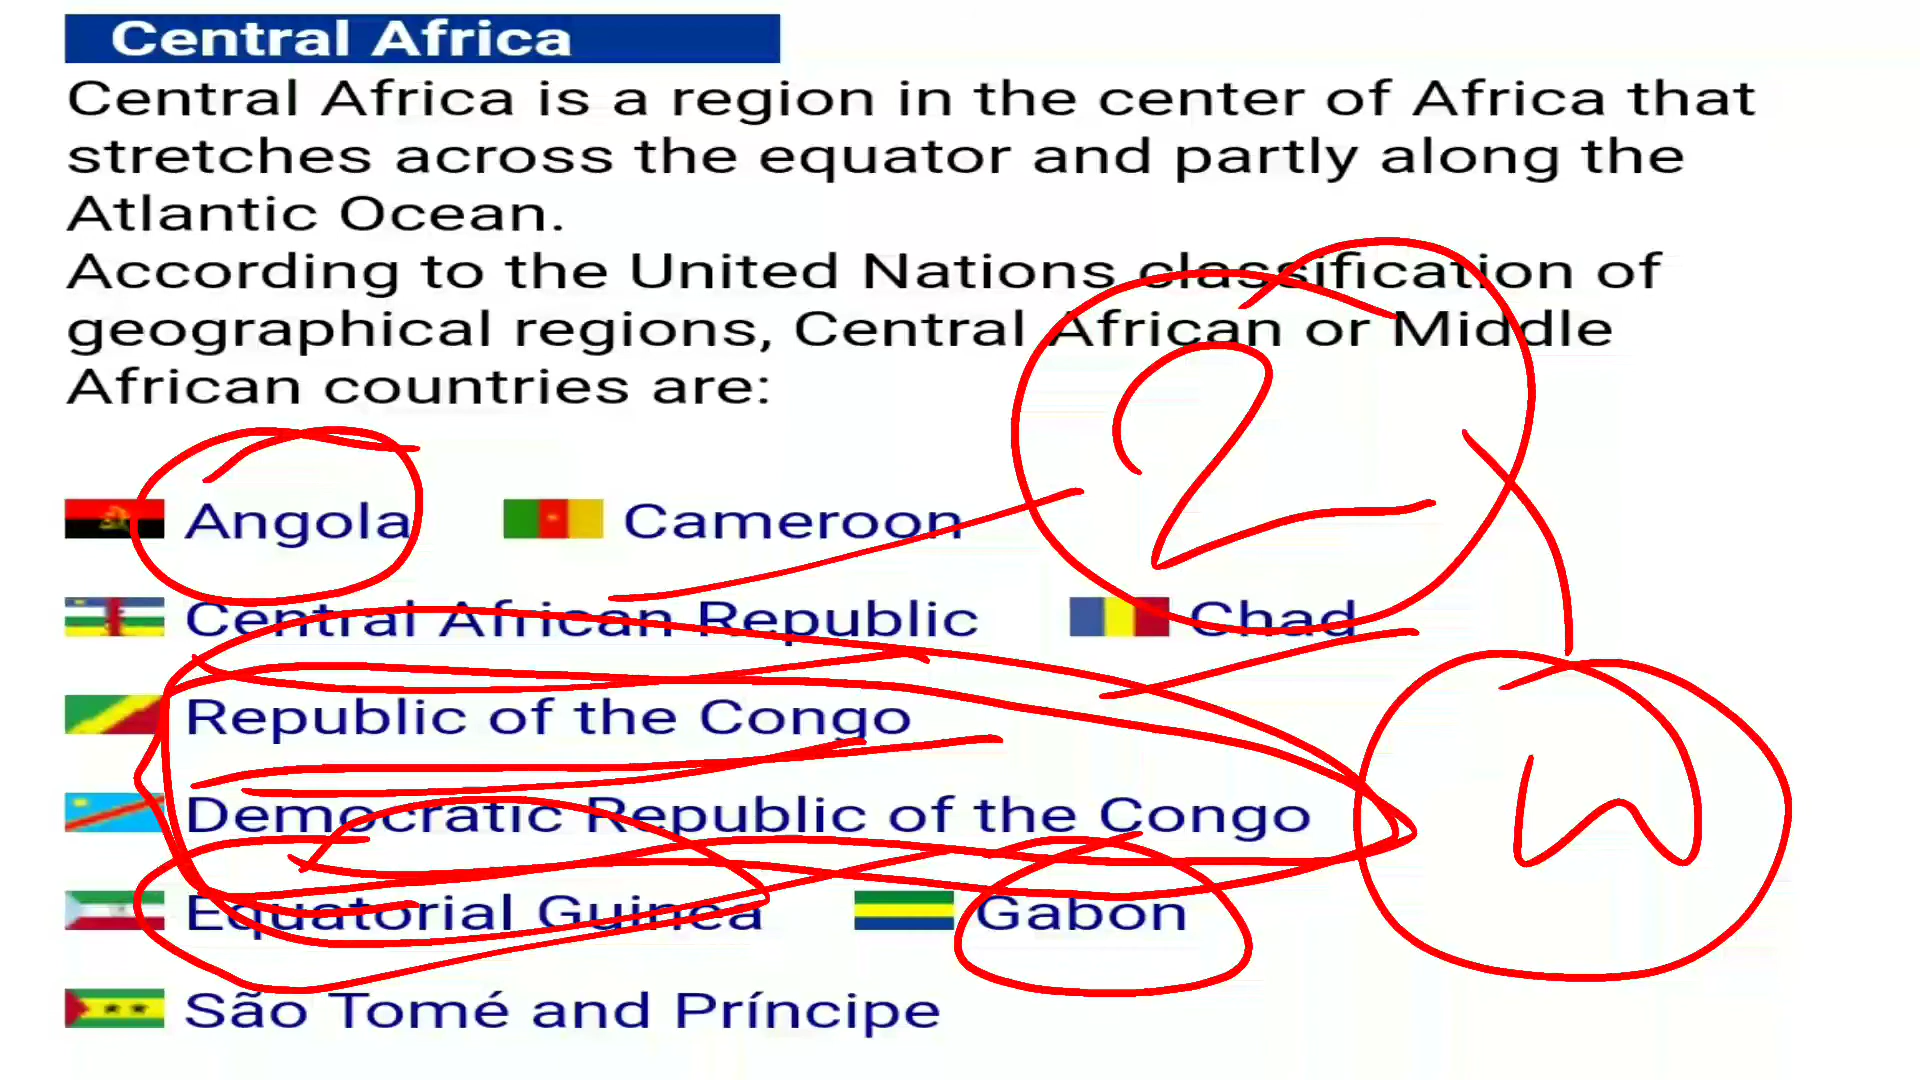 Central Africa
Central Africa is a region in the center of Africa that
stretches across the equator and partly along the
Atlantic Ocean.
According to the United Nations classification of
geographical regions, Central African or Middle
African countries are:
2
Angola Cameroon
Central African Republic Chad
Republic of the Congo
Democratic Republic of the Congo
Equatorial Guinea Gabon
São Tomé and Príncipe